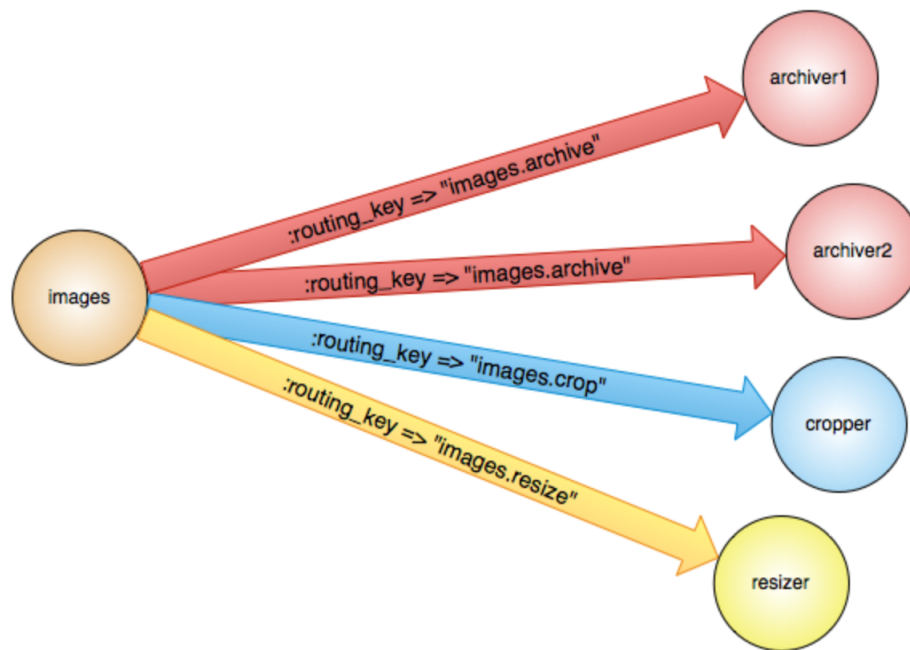 archiver1
:routing_key => "images.archive"
archiver2
:routing_key => "images.archive"
images
:routing_key => "images.crop"
cropper
:routing_key => "images.resize"
resizer